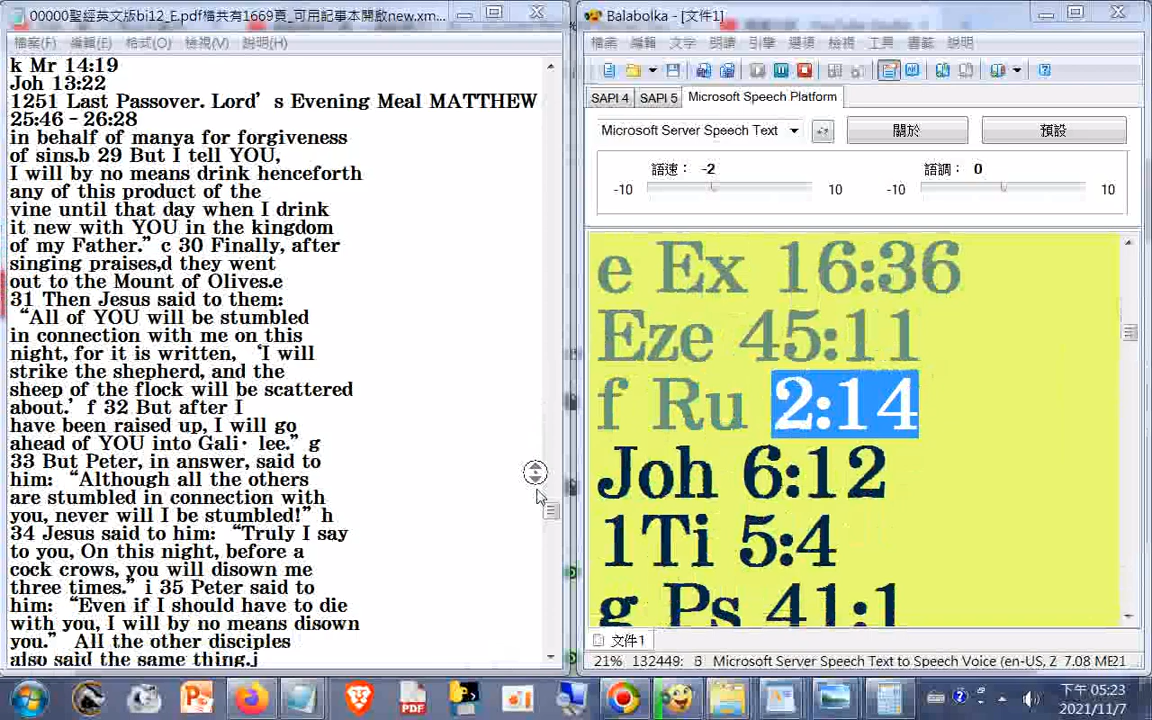 00000聖經英文版bi12_E.pdf檔共有1669頁_可用記事本開啟new.xm...
檔案(F) 編輯(E) 格式(O) 檢視(V) 說明(H)
k Mr 14:19
Joh 13:22
1251 Last Passover. Lord’s Evening Meal MATTHEW
25:46 - 26:28
in behalf of manya for forgiveness
of sins.b 29 But I tell YOU,
I will by no means drink henceforth
any of this product of the
vine until that day when I drink
it new with YOU in the kingdom
of my Father.” c 30 Finally, after
singing praises,d they went
out to the Mount of Olives.e
31 Then Jesus said to them:
“All of YOU will be stumbled
in connection with me on this
night, for it is written, ‘I will
strike the shepherd, and the
sheep of the flock will be scattered
about.’ f 32 But after I
have been raised up, I will go
ahead of YOU into Gali· lee.” g
33 But Peter, in answer, said to
him: “Although all the others
are stumbled in connection with
you, never will I be stumbled!” h
34 Jesus said to him: “Truly I say
to you, On this night, before a
cock crows, you will disown me
three times.” i 35 Peter said to
him: “Even if I should have to die
with you, I will by no means disown
you.” All the other disciples
also said the same thing.j
Balabolka - [文件1]
檔案 編輯 文字 朗讀 引擎 選項 檢視 工具 書籤 說明
SAPI 4 SAPI 5 Microsoft Speech Platform
Microsoft Server Speech Text 關於 預設
語速： -2 語調： 0
-10 10 -10 10
e Ex 16:36
Eze 45:11
f Ru 2:14
Joh 6:12
1Ti 5:4
g Ps 41:1
文件1
21% 132449: 8 Microsoft Server Speech Text to Speech Voice (en-US, Z 7.08 ME21
PDF
下午 05:23
2021/11/7